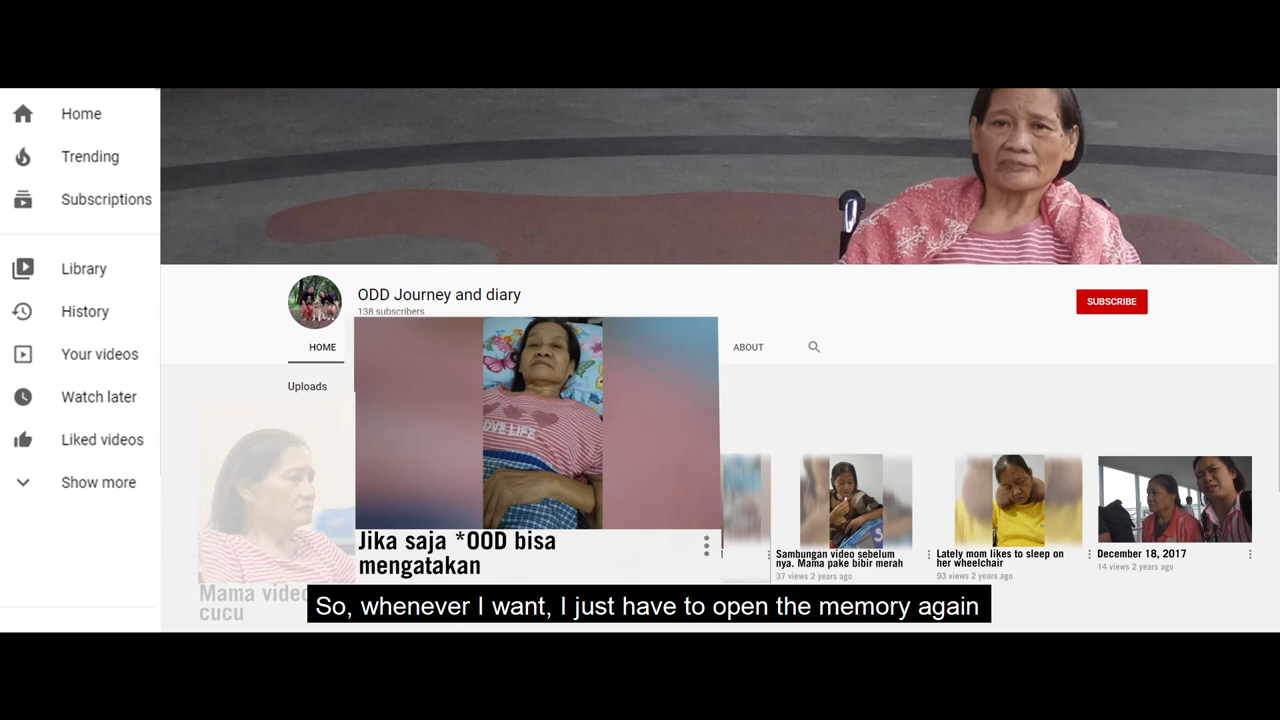 Home
Trending
Subscriptions
Library
History
Your videos
Watch later
Liked videos
Show more
ODD Journey and diary
138 subscribers
SUBSCRIBE
HOME
ABOUT
Uploads
LOVE LIFE
Jika saja *OOD bisa
mengatakan
Mama video
cucu
Sambungan video sebelum
nya. Mama pake bibir merah
37 views 2 years ago
Lately mom likes to sleep on
her wheelchair
93 views 2 years ago
December 18, 2017
14 views 2 years ago
So, whenever I want, I just have to open the memory again